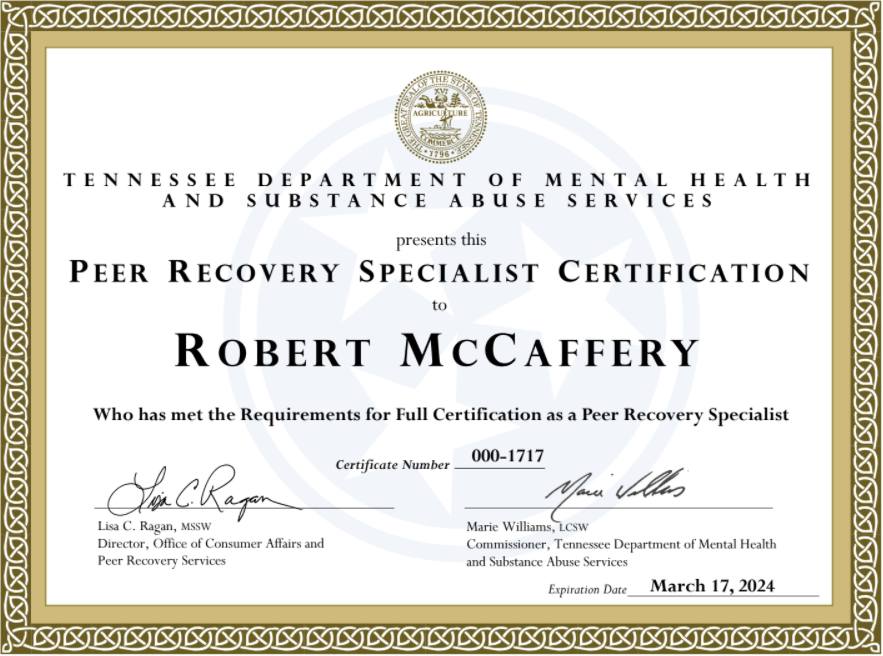 THE GREAT SEAL OF THE STATE OF TENNESSEE
XVI
AGRICULTURE
COMMERCE
1796
TENNESSEE DEPARTMENT OF MENTAL HEALTH
AND SUBSTANCE ABUSE SERVICES
presents this
PEER RECOVERY SPECIALIST CERTIFICATION
to
ROBERT MCCAFFERY
Who has met the Requirements for Full Certification as a Peer Recovery Specialist
Certificate Number 000-1717
Lisa C. Ragan
Marie Williams
Lisa C. Ragan, MSSW
Director, Office of Consumer Affairs and
Peer Recovery Services
Marie Williams, LCSW
Commissioner, Tennessee Department of Mental Health
and Substance Abuse Services
Expiration Date March 17, 2024